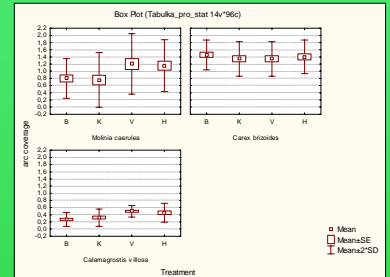 Box Plot (Tabulka_pro_stat 14v*96c)
arc coverage
2,2
2,0
1,8
1,6
1,4
1,2
1,0
0,8
0,6
0,4
0,2
0,0
-0,2
B K V H
Molinia caerulea
B K V H
Carex brizoides
2,2
2,0
1,8
1,6
1,4
1,2
1,0
0,8
0,6
0,4
0,2
0,0
-0,2
B K V H
Calamagrostis villosa
Treatment
Mean
Mean±SE
Mean±2*SD